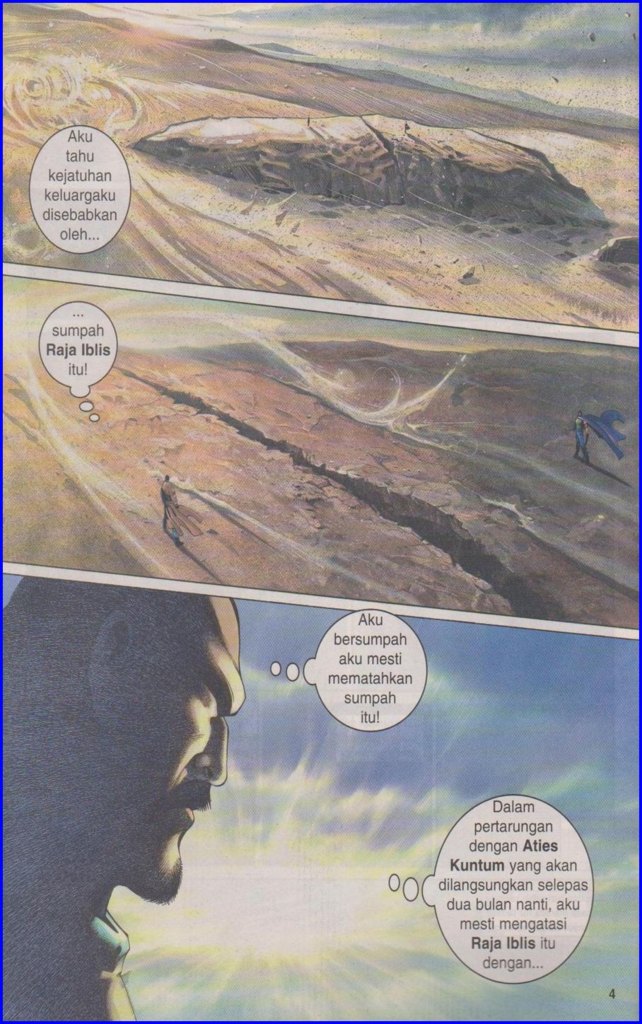 Aku
tahu
kejatuhan
keluargaku
disebabkan
oleh...
...
sumpah
Raja Iblis
itu!
Aku
bersumpah
aku mesti
mematahkan
sumpah
itu!
Dalam
pertarungan
dengan Aties
Kuntum yang akan
dilangsungkan selepas
dua bulan nanti, aku
mesti mengatasi
Raja Iblis itu
dengan...
4